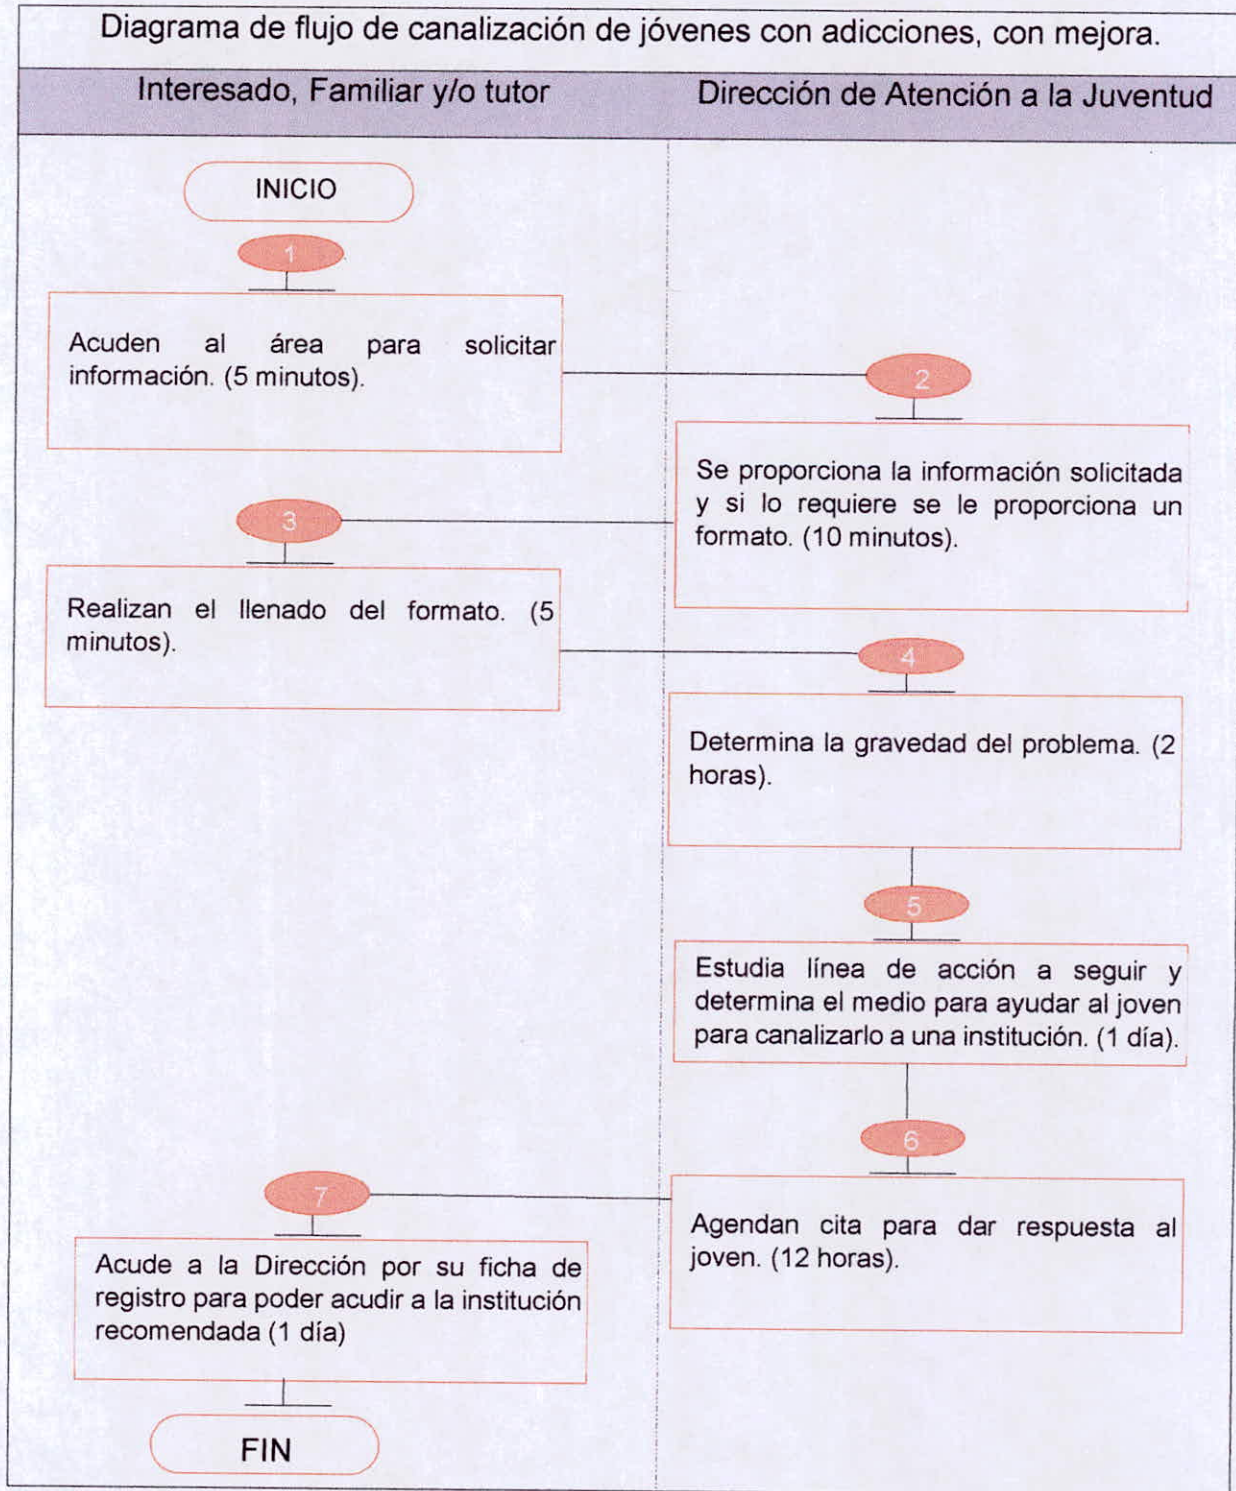 Diagrama de flujo de canalización de jóvenes con adicciones, con mejora.
Interesado, Familiar y/o tutor
Dirección de Atención a la Juventud
INICIO
1
Acuden al área para solicitar
información. (5 minutos).
2
Se proporciona la información solicitada
y si lo requiere se le proporciona un
formato. (10 minutos).
3
Realizan el llenado del formato. (5
minutos).
4
Determina la gravedad del problema. (2
horas).
5
Estudia línea de acción a seguir y
determina el medio para ayudar al joven
para canalizarlo a una institución. (1 día).
6
Agendan cita para dar respuesta al
joven. (12 horas).
7
Acude a la Dirección por su ficha de
registro para poder acudir a la institución
recomendada (1 día)
FIN